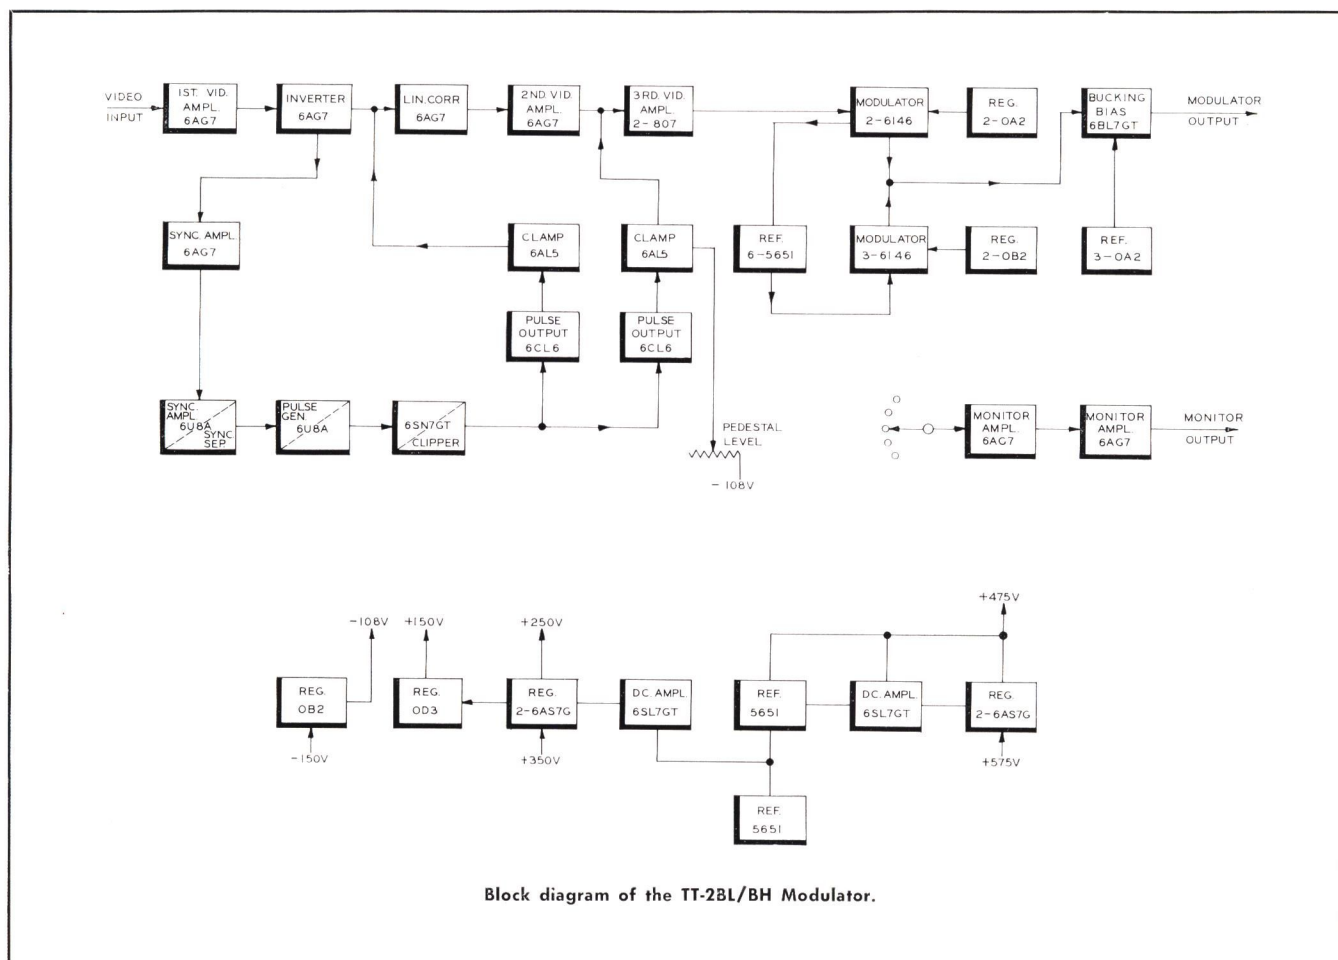 VIDEO
INPUT
1ST. VID.
AMPL.
6AG7
INVERTER
6AG7
LIN.CORR
6AG7
2ND. VID.
AMPL.
6AG7
3RD. VID.
AMPL.
2-807
MODULATOR
2-6146
REG.
2-OA2
BUCKING
BIAS
6BL7GT
MODULATOR
OUTPUT
SYNC. AMPL.
6AG7
CLAMP
6AL5
CLAMP
6AL5
REF.
6-5651
MODULATOR
3-6146
REG.
2-OB2
REF.
3-OA2
PULSE
OUTPUT
6CL6
PULSE
OUTPUT
6CL6
SYNC.
AMPL.
6U8A
SYNC.
SEP.
PULSE
GEN.
6U8A
6SN7GT
CLIPPER
PEDESTAL
LEVEL
-108V
MONITOR
AMPL.
6AG7
MONITOR
AMPL.
6AG7
MONITOR
OUTPUT
-108V
+150V
+250V
+475V
REG.
OB2
REG.
OD3
REG.
2-6AS7G
DC. AMPL.
6SL7GT
REF.
5651
DC. AMPL.
6SL7GT
REG.
2-6AS7G
-150V
+350V
+575V
REF.
5651
Block diagram of the TT-2BL/BH Modulator.